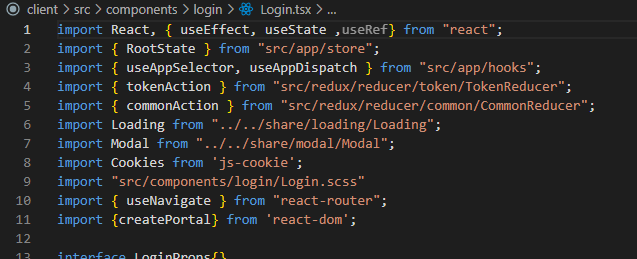 client > src > components > login > Login.tsx > ...
1 import React, { useEffect, useState ,useRef} from "react";
2 import { RootState } from "src/app/store";
3 import { useAppSelector, useAppDispatch } from "src/app/hooks";
4 import { tokenAction } from "src/redux/reducer/token/TokenReducer";
5 import { commonAction } from "src/redux/reducer/common/CommonReducer";
6 import Loading from "../../share/loading/Loading";
7 import Modal from "../../share/modal/Modal";
8 import Cookies from 'js-cookie';
9 "src/components/login/Login.scss"
10 import { useNavigate } from "react-router";
11 import {createPortal} from 'react-dom';
12
13 interface LoginProps{}